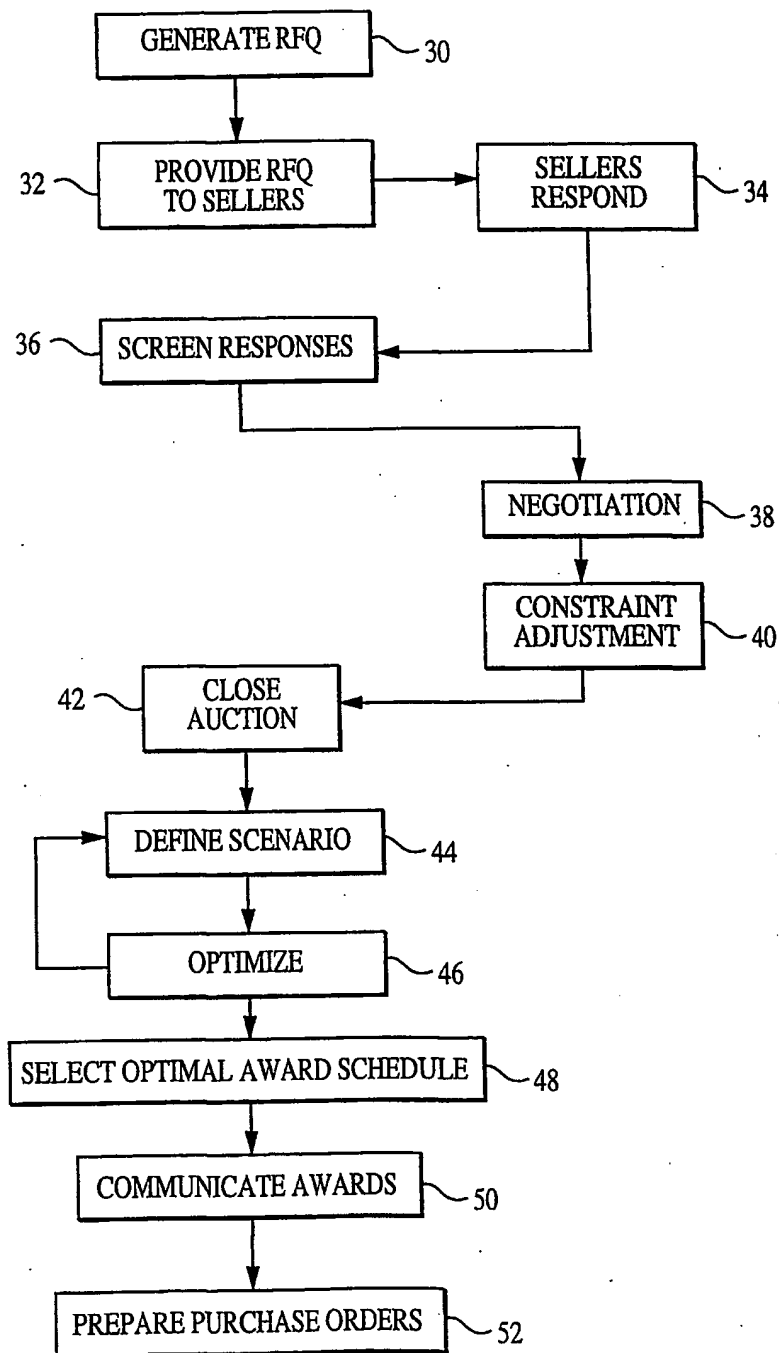 GENERATE RFQ
30
32
PROVIDE RFQ
TO SELLERS
SELLERS
RESPOND
34
36
SCREEN RESPONSES
NEGOTIATION
38
CONSTRAINT
ADJUSTMENT
40
42
CLOSE
AUCTION
DEFINE SCENARIO
44
OPTIMIZE
46
SELECT OPTIMAL AWARD SCHEDULE
48
COMMUNICATE AWARDS
50
PREPARE PURCHASE ORDERS
52